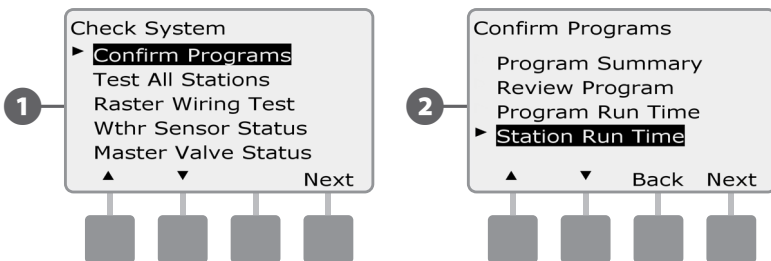 1
Check System
► Confirm Programs
Test All Stations
Raster Wiring Test
Wthr Sensor Status
Master Valve Status
▲ ▼ Next
2
Confirm Programs
Program Summary
Review Program
Program Run Time
► Station Run Time
▲ ▼ Back Next